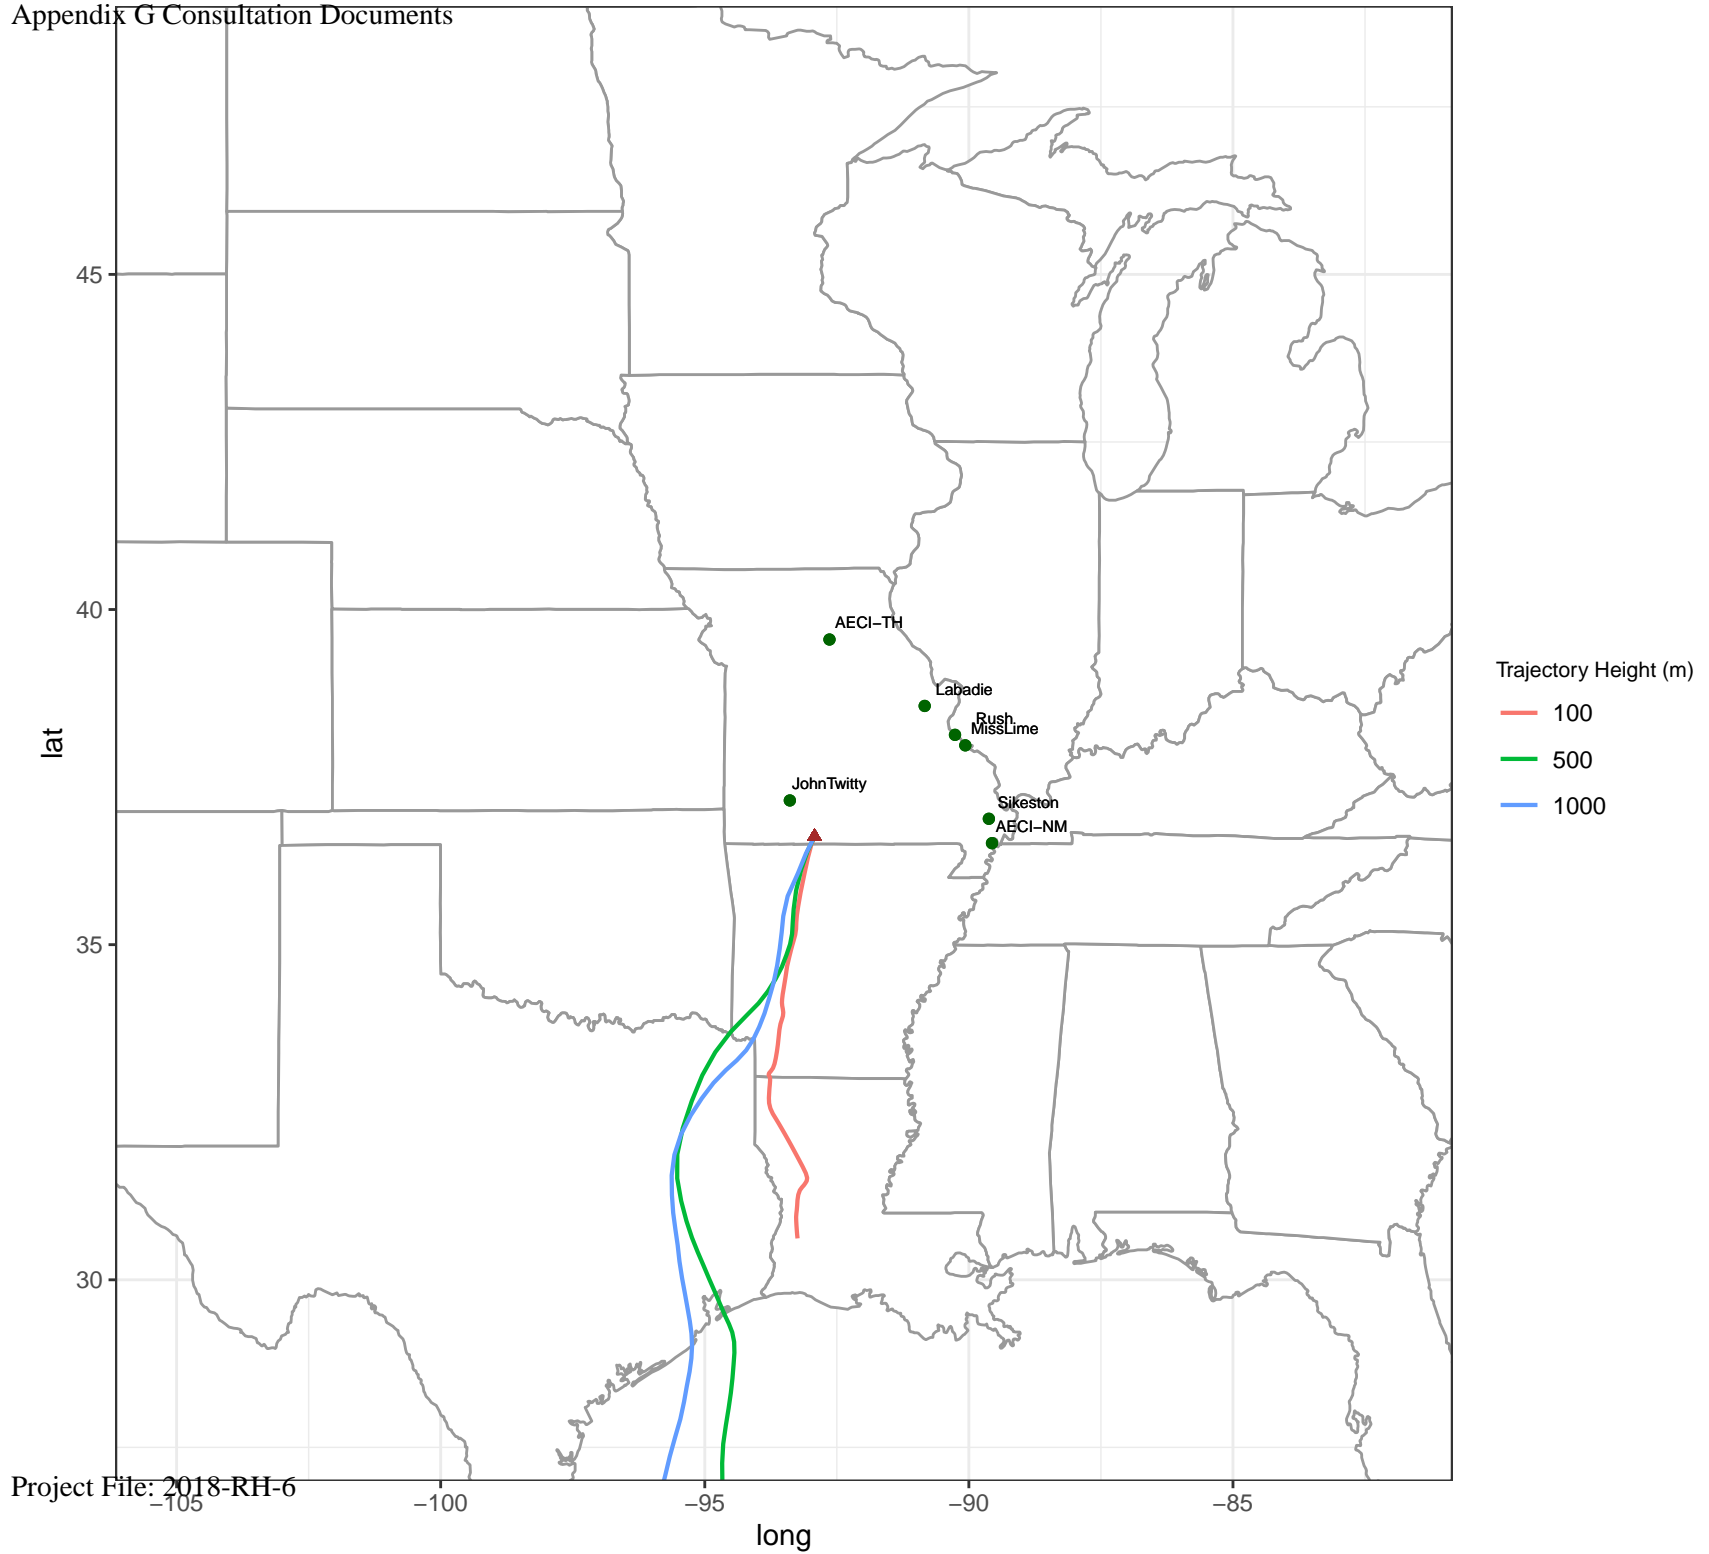 Appendix G Consultation Documents
45
40
35
30
lat
AECI−TH
Labadie
Rush
MissLime
JohnTwitty
Sikeston
AECI−NM
Trajectory Height (m)
100
500
1000
Project File: 2018-RH-6
−105
−100
−95
−90
−85
long